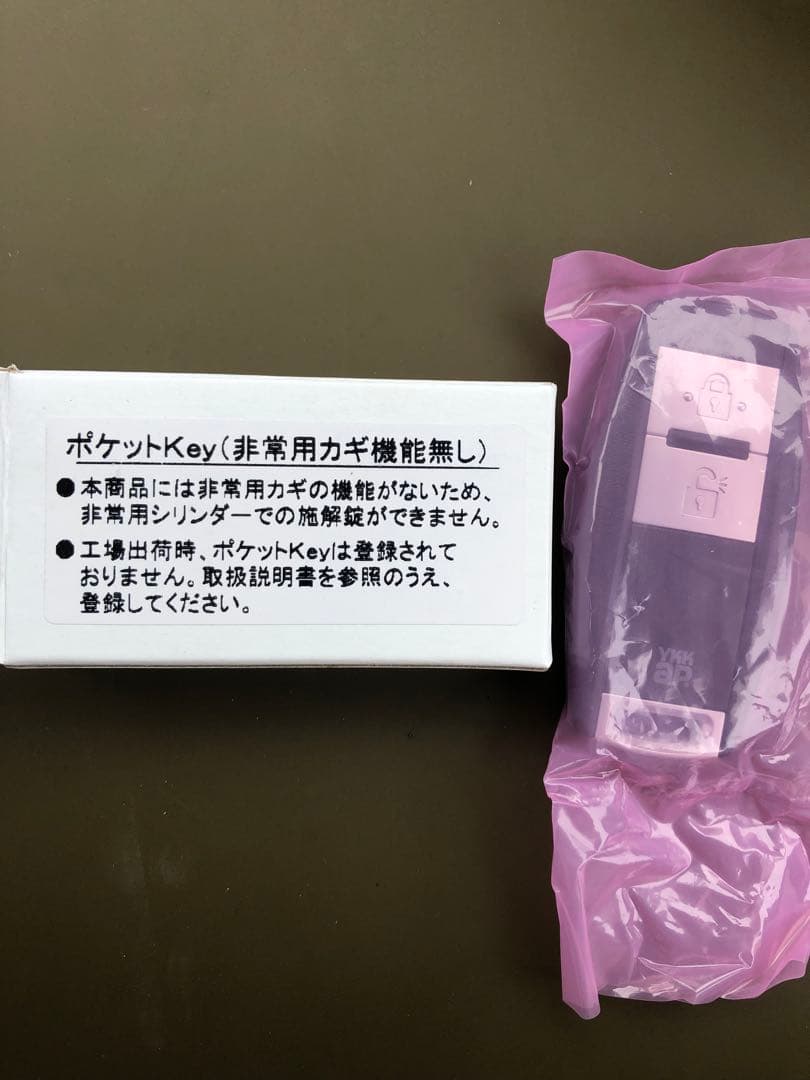 ポケットKey(非常用カギ機能無し)
●本商品には非常用カギの機能がないため、
非常用シリンダーでの施解錠ができません。
●工場出荷時、ポケットKeyは登録されて
おりません。取扱説明書を参照のうえ、
登録してください。
YKK
ap